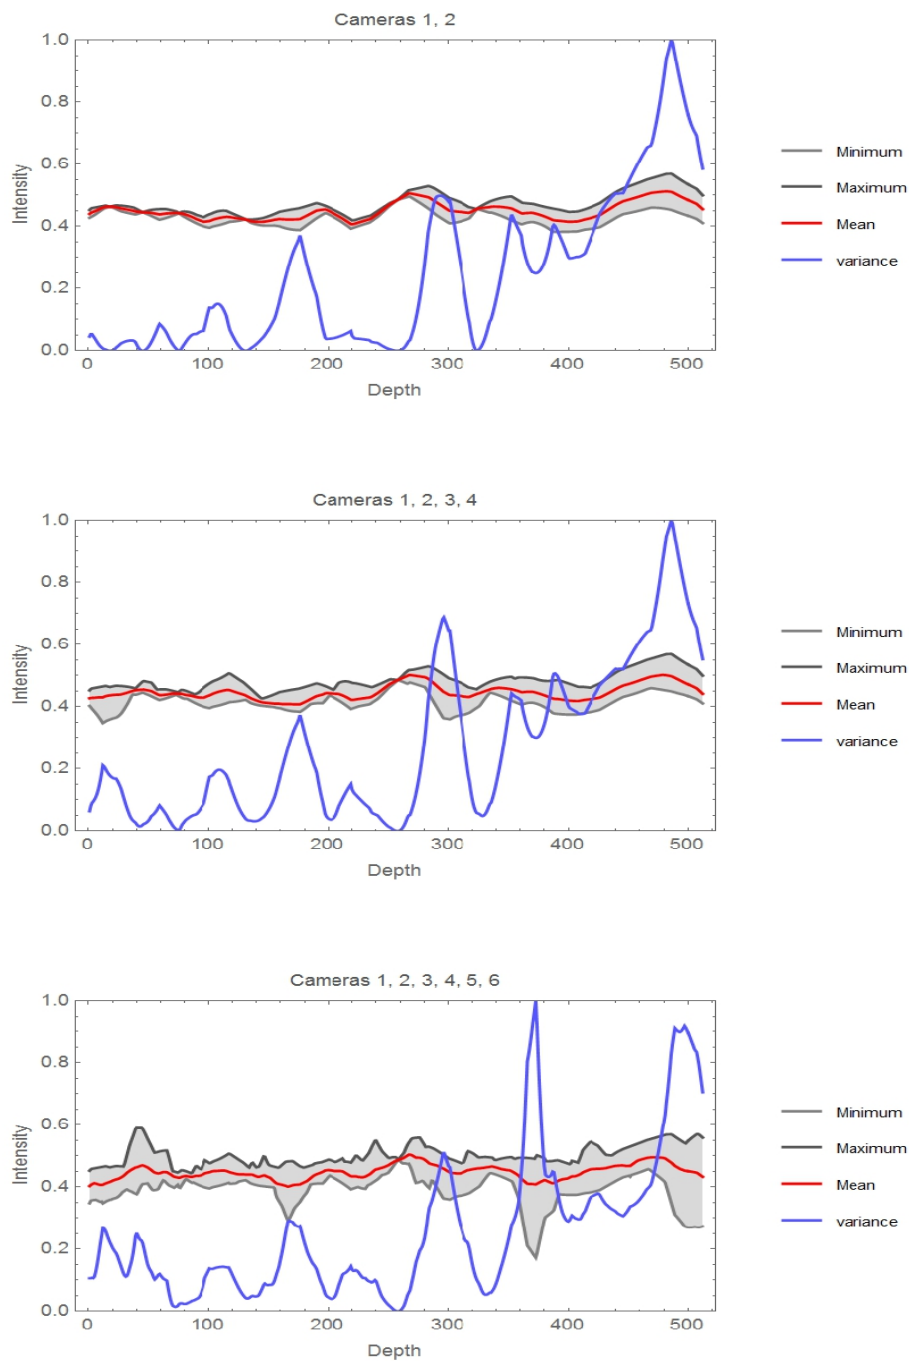 Cameras 1, 2
1.0
0.8
0.6
0.4
0.2
0.0
Intensity
0 100 200 300 400 500
Depth
Minimum
Maximum
Mean
variance
Cameras 1, 2, 3, 4
1.0
0.8
0.6
0.4
0.2
0.0
Intensity
0 100 200 300 400 500
Depth
Minimum
Maximum
Mean
variance
Cameras 1, 2, 3, 4, 5, 6
1.0
0.8
0.6
0.4
0.2
0.0
Intensity
0 100 200 300 400 500
Depth
Minimum
Maximum
Mean
variance